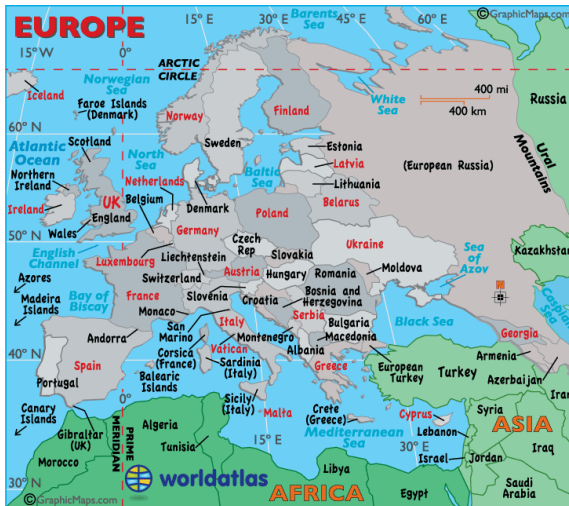 EUROPE
©GraphicMaps.com
©GraphicMaps.com
15° W
0°
15° E
30° E
45° E
60° E
Barents
Sea
ARCTIC
CIRCLE
Norwegian
Sea
White
Sea
400 mi
400 km
Russia
Ural
Mountains
Iceland
Faroe Islands
(Denmark)
Norway
Finland
Sweden
60° N
Scotland
Atlantic
Ocean
North
Sea
Estonia
Latvia
(European Russia)
Northern
Ireland
Netherlands
Baltic
Sea
Lithuania
Belarus
UK
Belgium
Ireland
England
Denmark
Poland
Wales
Germany
50° N
English
Channel
Luxembourg
Liechtenstein
Czech
Rep
Slovakia
Ukraine
Sea
of
Azov
Kazakhstan
Azores
Switzerland
Austria
Hungary
Romania
Moldova
Madeira
Islands
Bay of
Biscay
France
Slovenia
Croatia
Bosnia and
Herzegovina
N
Caspian
Sea
Monaco
San
Marino
Italy
Serbia
Bulgaria
Black Sea
Georgia
Andorra
Corsica
(France)
Vatican
Montenegro
Macedonia
Armenia
40° N
Spain
Albania
Sardinia
(Italy)
Greece
European
Turkey
Turkey
Azerbaijan
Portugal
Balearic
Islands
Iran
0°
Canary
Islands
Sicily
(Italy)
Malta
Crete
(Greece)
Cyprus
Syria
ASIA
Gibraltar
(UK)
PRIME
MERIDIAN
Algeria
Tunisia
15° E
Mediterranean
Sea
30° E
Lebanon
Iraq
Morocco
worldatlas
Libya
Israel
Jordan
30° N
AFRICA
Egypt
Saudi
Arabia